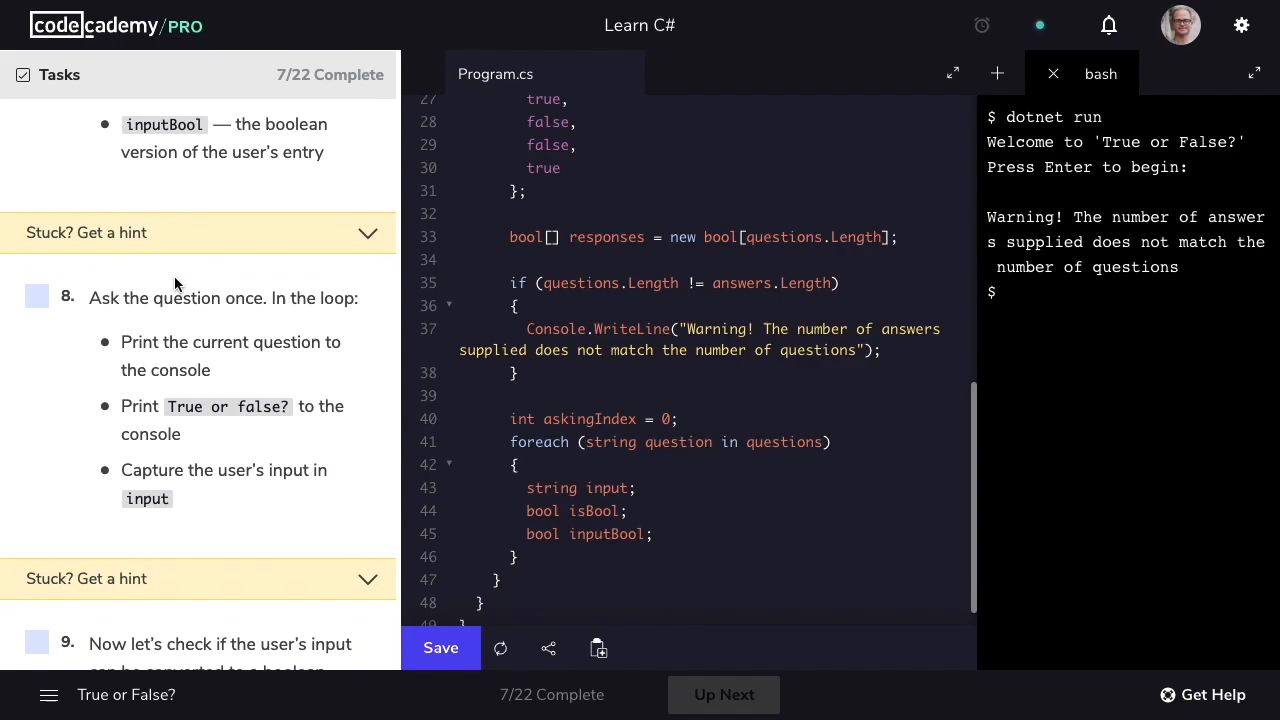 codecademy/PRO
Learn C#
Tasks
7/22 Complete
inputBool — the boolean
version of the user's entry
Stuck? Get a hint
8. Ask the question once. In the loop:
Print the current question to
the console
Print True or false? to the
console
Capture the user's input in
input
Stuck? Get a hint
9. Now let's check if the user's input
can be converted to a boolean
Program.cs
27 true,
28 false,
29 false,
30 true
31 };
32
33 bool[] responses = new bool[questions.Length];
34
35 if (questions.Length != answers.Length)
36 {
37 Console.WriteLine("Warning! The number of answers
supplied does not match the number of questions");
38 }
39
40 int askingIndex = 0;
41 foreach (string question in questions)
42 {
43 string input;
44 bool isBool;
45 bool inputBool;
46 }
47 }
48 }
49 }
Save
bash
$ dotnet run
Welcome to 'True or False?'
Press Enter to begin:
Warning! The number of answer
s supplied does not match the
number of questions
$
True or False?
7/22 Complete
Up Next
Get Help